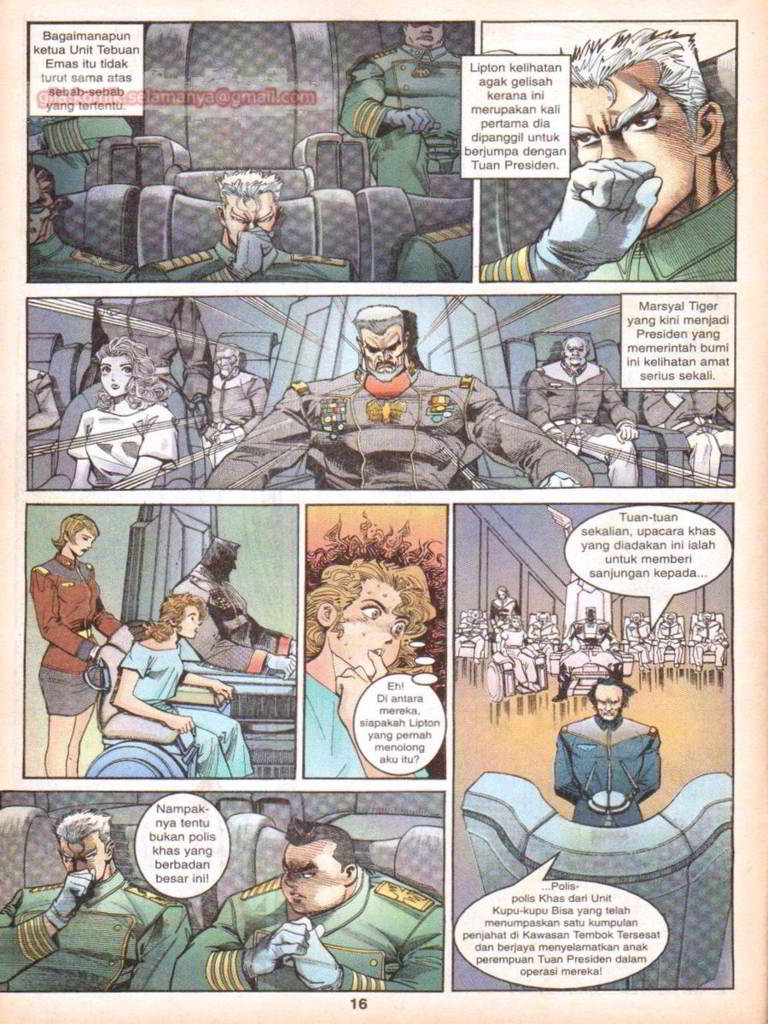 Bagaimanapun
ketua Unit Tebuan
Emas itu tidak
turut sama atas
sebab-sebab
yang tertentu.
Lipton kelihatan
agak gelisah
kerana ini
merupakan kali
pertama dia
dipanggil untuk
berjumpa dengan
Tuan Presiden.
Marsyal Tiger
yang kini menjadi
Presiden yang
memerintah bumi
ini kelihatan amat
serius sekali.
Eh!
Di antara
mereka,
siapakah Lipton
yang pernah
menolong
aku itu?
Tuan-tuan
sekalian, upacara khas
yang diadakan ini ialah
untuk memberi
sanjungan kepada...
Nampak-
nya tentu
bukan polis
khas yang
berbadan
besar ini!
...Polis-
polis Khas dari Unit
Kupu-kupu Bisa yang telah
menumpaskan satu kumpulan
penjahat di Kawasan Tembok Tersesat
dan berjaya menyelamatkan anak
perempuan Tuan Presiden dalam
operasi mereka!
16